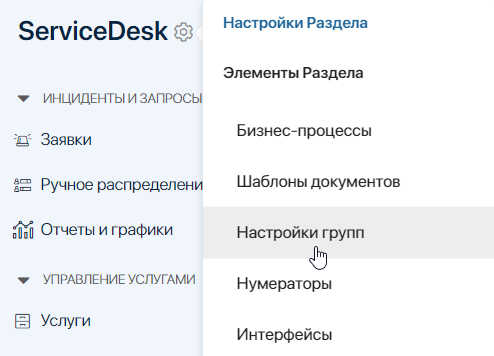 ServiceDesk
ИНЦИДЕНТЫ И ЗАПРОСЫ
Заявки
Ручное распределени
Отчеты и графики
УПРАВЛЕНИЕ УСЛУГАМИ
Услуги
Настройки Раздела
Элементы Раздела
Бизнес-процессы
Шаблоны документов
Настройки групп
Нумераторы
Интерфейсы